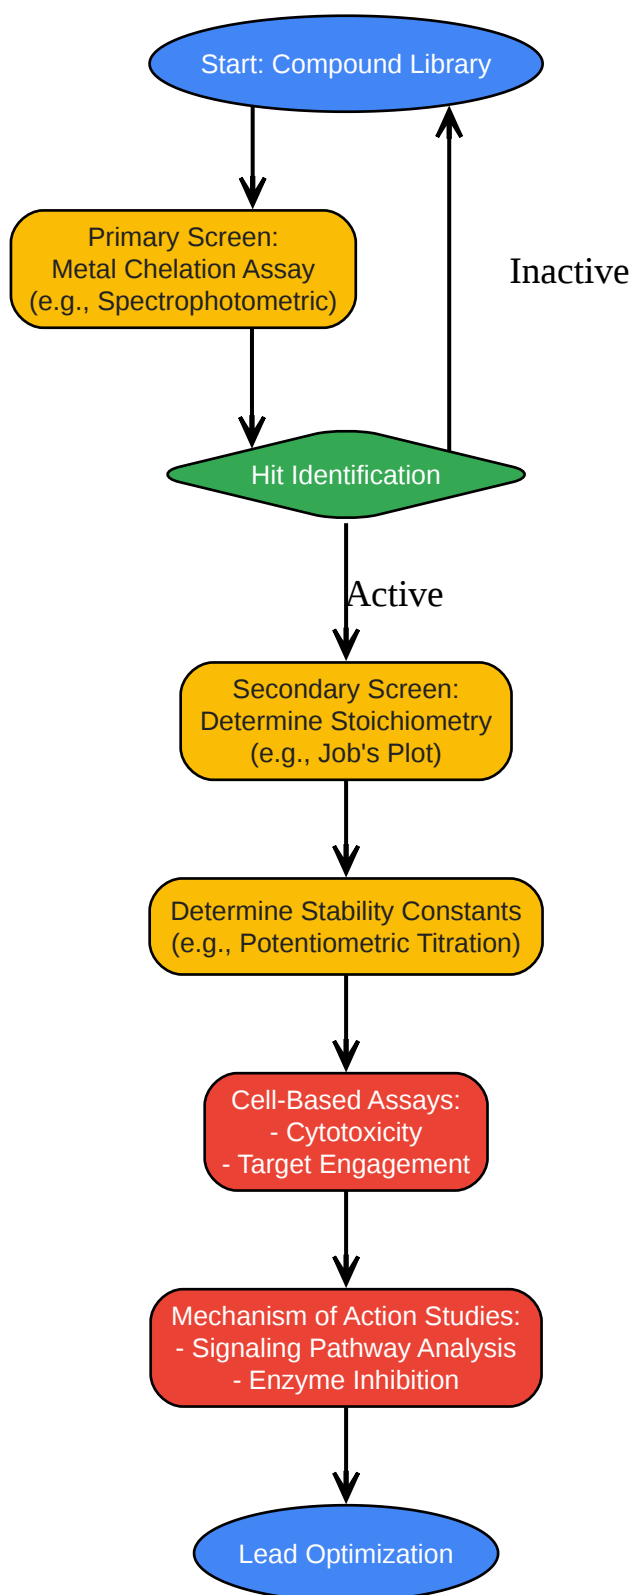 Start: Compound Library
Primary Screen:
Metal Chelation Assay
(e.g., Spectrophotometric)
Inactive
Hit Identification
Active
Secondary Screen:
Determine Stoichiometry
(e.g., Job's Plot)
Determine Stability Constants
(e.g., Potentiometric Titration)
Cell-Based Assays:
- Cytotoxicity
- Target Engagement
Mechanism of Action Studies:
- Signaling Pathway Analysis
- Enzyme Inhibition
Lead Optimization